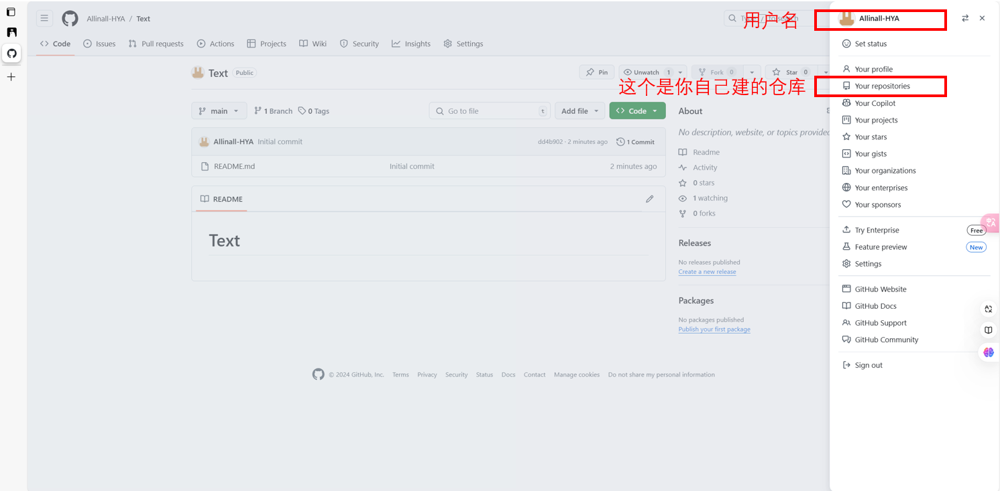 Allinall-HYA / Text
用户名
Allinall-HYA
Code
Issues
Pull requests
Actions
Projects
Wiki
Security
Insights
Settings
Text Public
Pin
Unwatch 1
Fork 0
Star 0
这个是你自己建的仓库
main
1 Branch
0 Tags
Go to file t
Add file
Code
Allinall-HYA Initial commit
dd4b902 · 2 minutes ago
1 Commit
README.md Initial commit 2 minutes ago
README
Text
About
No description, website, or topics provided
Readme
Activity
0 stars
1 watching
0 forks
Releases
No releases published
Create a new release
Packages
No packages published
Publish your first package
© 2024 GitHub, Inc. Terms Privacy Security Status Docs Contact Manage cookies Do not share my personal information
Set status
Your profile
Your repositories
Your Copilot
Your projects
Your stars
Your gists
Your organizations
Your enterprises
Your sponsors
Try Enterprise Free
Feature preview New
Settings
GitHub Website
GitHub Docs
GitHub Support
GitHub Community
Sign out